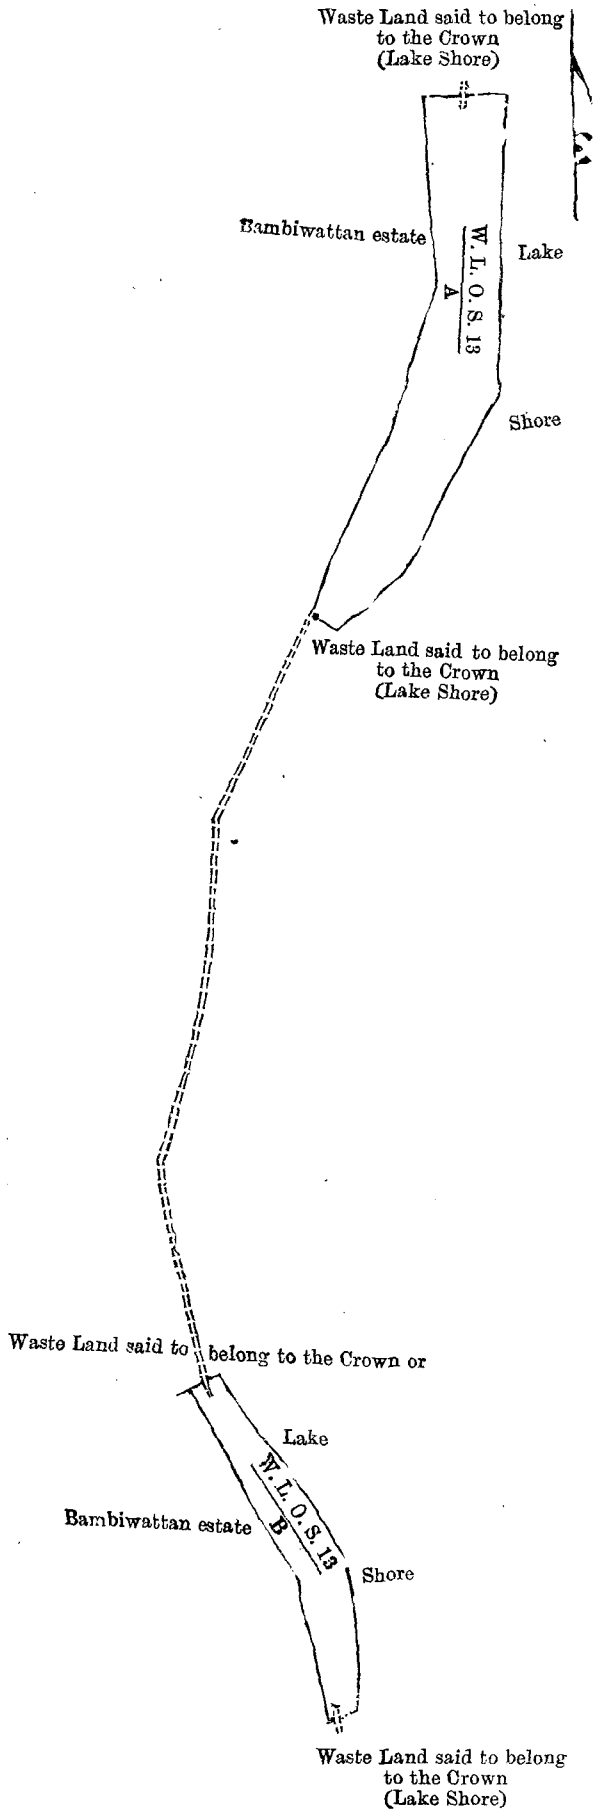 Waste Land said to belong
to the Crown
(Lake Shore)
Bambiwattan estate
W. L. O. S. 13
A
Lake
Shore
Waste Land said to belong
to the Crown
(Lake Shore)
Waste Land said to belong to the Crown or
Lake
W. L. O. S. 13
B
Bambiwattan estate
Shore
Waste Land said to belong
to the Crown
(Lake Shore)